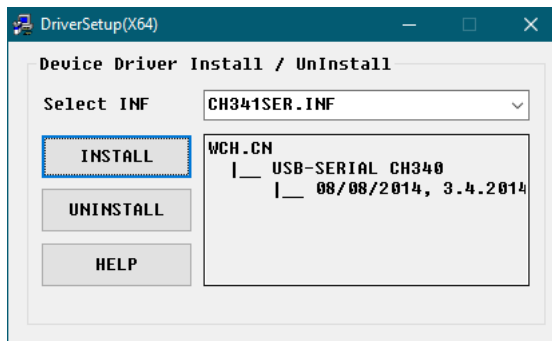 DriverSetup(X64)
Device Driver Install / UnInstall
Select INF
CH341SER.INF
INSTALL
UNINSTALL
HELP
WCH.CN
|__ USB-SERIAL CH340
|__ 08/08/2014, 3.4.2014